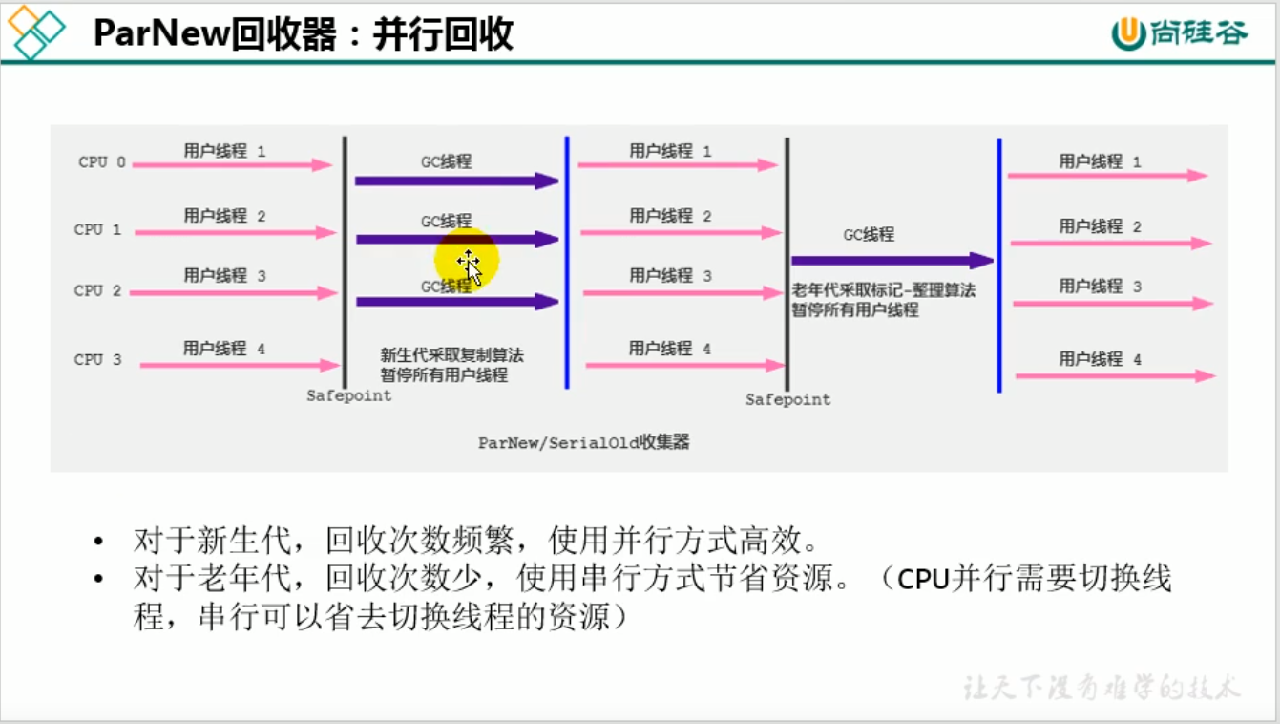 ParNew回收器：并行回收
尚硅谷
CPU 0
用户线程 1
GC线程
用户线程 1
用户线程 1
CPU 1
用户线程 2
GC线程
用户线程 2
GC线程
用户线程 2
CPU 2
用户线程 3
GC线程
用户线程 3
老年代采取标记-整理算法
暂停所有用户线程
用户线程 3
CPU 3
用户线程 4
新生代采取复制算法
暂停所有用户线程
用户线程 4
用户线程 4
Safepoint
Safepoint
ParNew/SerialOld收集器
• 对于新生代，回收次数频繁，使用并行方式高效。
• 对于老年代，回收次数少，使用串行方式节省资源。（CPU并行需要切换线
程，串行可以省去切换线程的资源）
让天下没有难学的技术